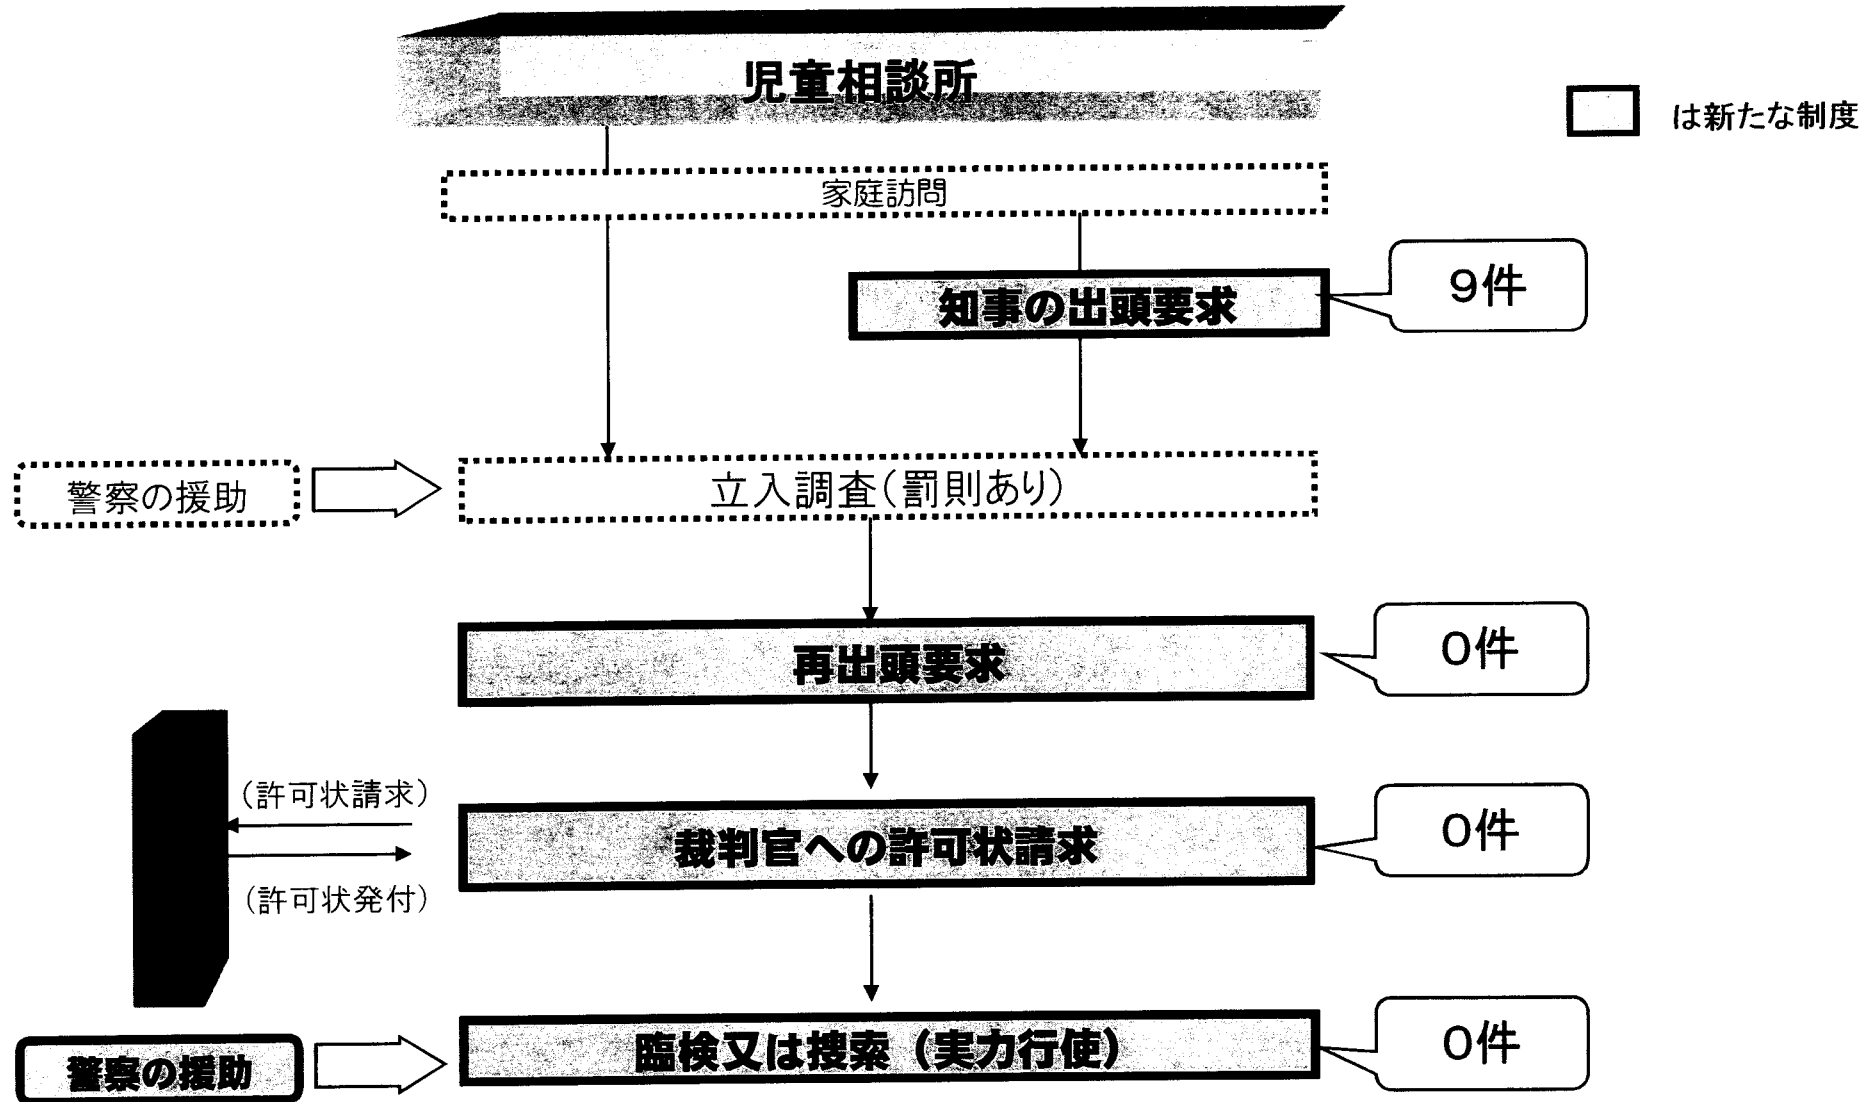 児童相談所
は新たな制度
家庭訪問
9件
知事の出頭要求
警察の援助
立入調査(罰則あり)
0件
再出頭要求
(許可状請求)
0件
裁判官への許可状請求
(許可状発付)
0件
臨検又は捜索(実力行使)
警察の援助